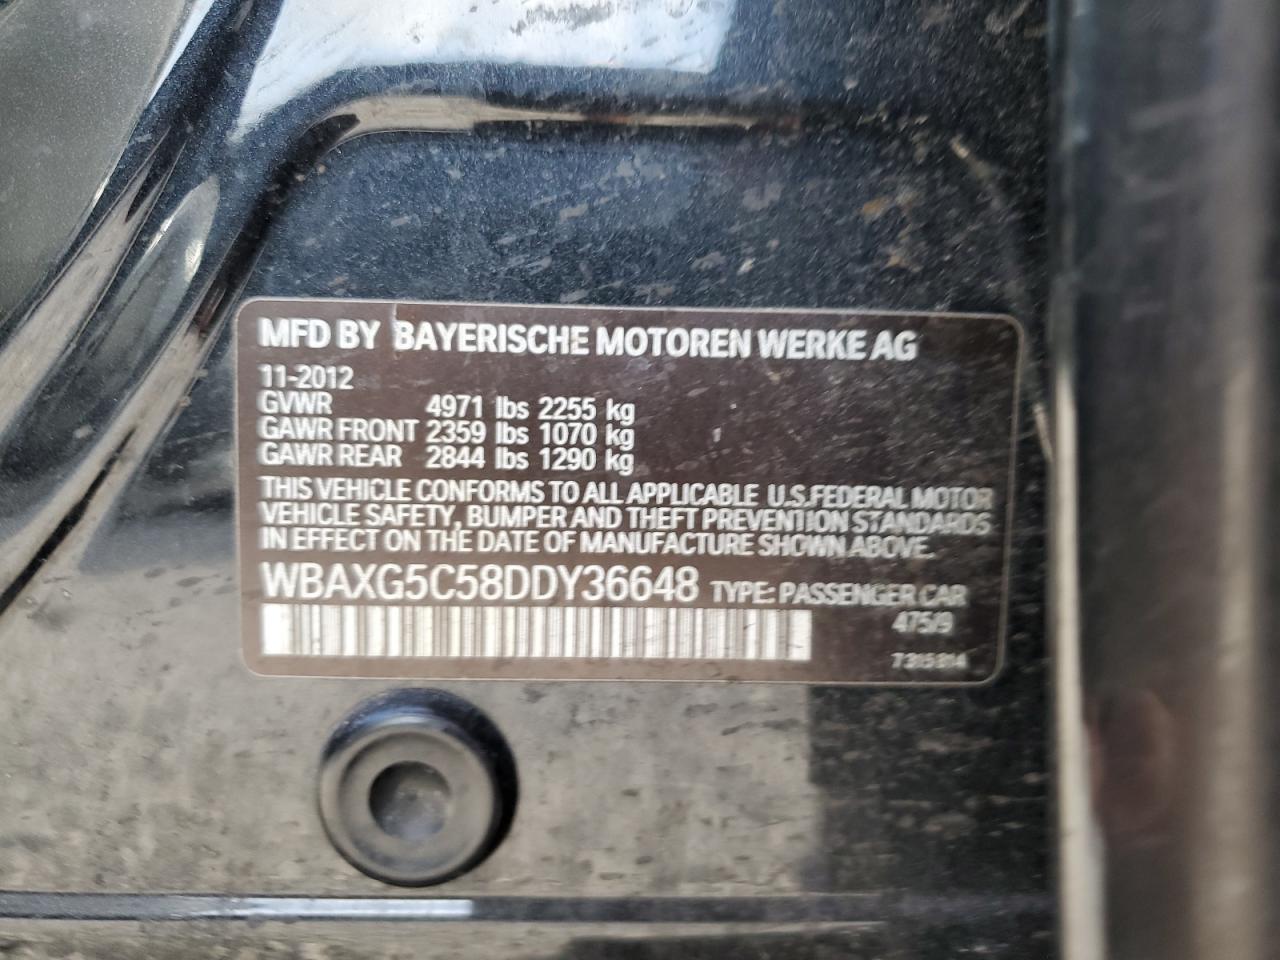 MFD BY BAYERISCHE MOTOREN WERKE AG
11-2012
GVWR 4971 lbs 2255 kg
GAWR FRONT 2359 lbs 1070 kg
GAWR REAR 2844 lbs 1290 kg
THIS VEHICLE CONFORMS TO ALL APPLICABLE U.S.FEDERAL MOTOR
VEHICLE SAFETY, BUMPER AND THEFT PREVENTION STANDARDS
IN EFFECT ON THE DATE OF MANUFACTURE SHOWN ABOVE.
WBAXG5C58DDY36648 TYPE: PASSENGER CAR
475/9
7315814